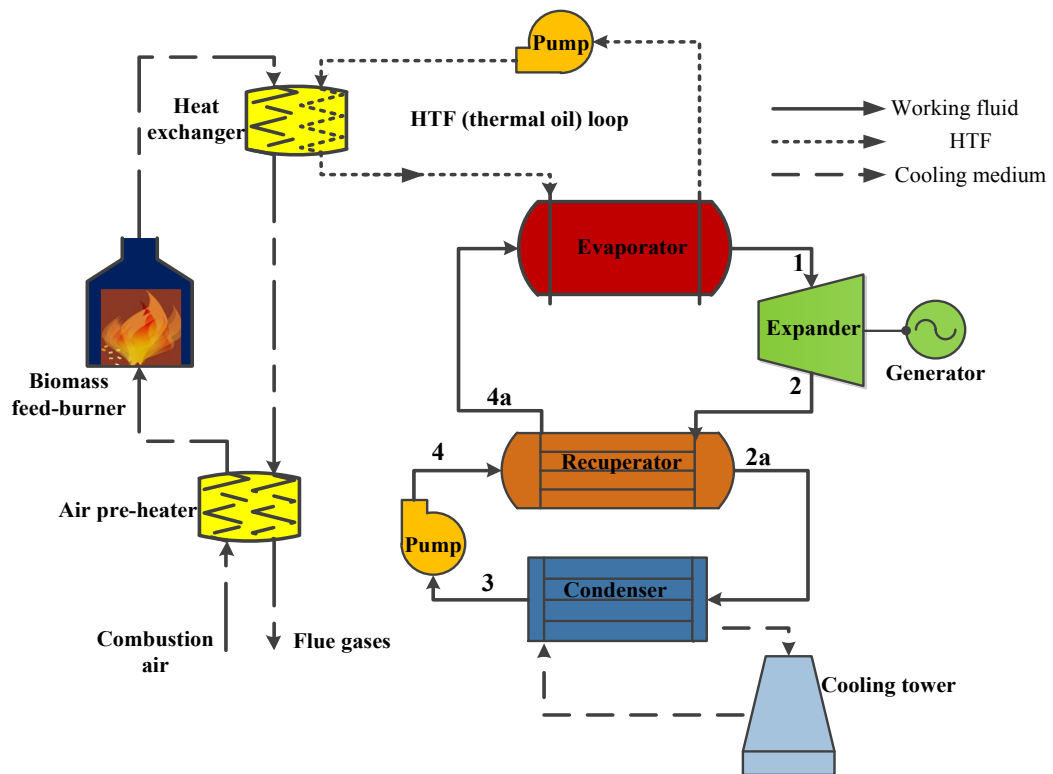 Pump
Heat
exchanger
HTF (thermal oil) loop
Working fluid
HTF
Cooling medium
Evaporator
1
Expander
Generator
Biomass
feed-burner
4a
2
4
Recuperator
2a
Air pre-heater
Pump
3
Condenser
Combustion
air
Flue gases
Cooling tower